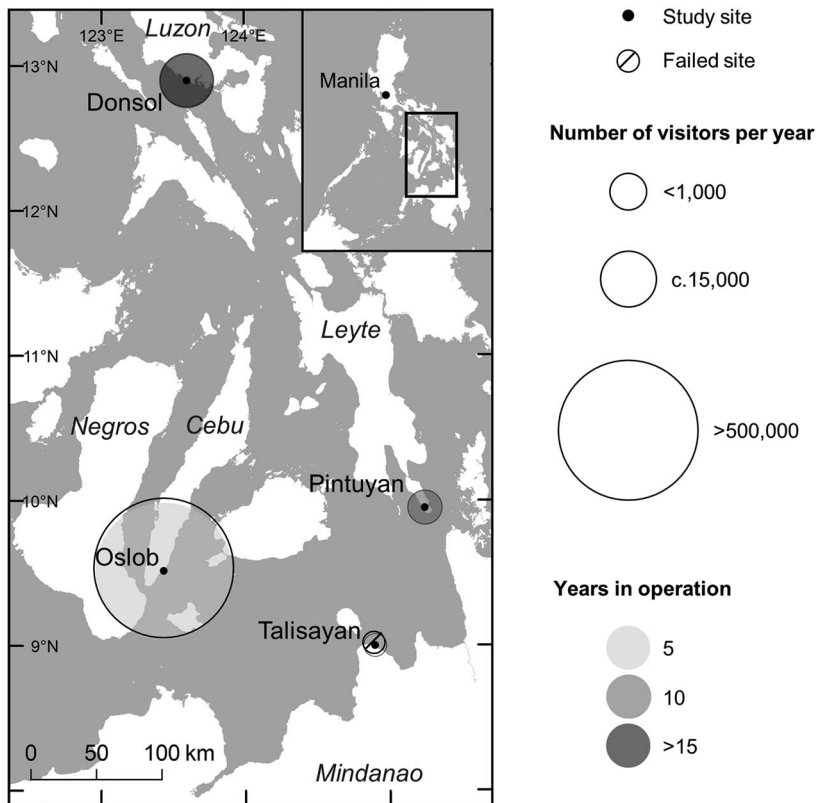 Luzon
123°E
124°E
13°N
Donsol
Manila
12°N
11°N
Leyte
Negros
Cebu
Pintuyan
10°N
Oslob
Talisayan
9°N
0 50 100 km
Mindanao
Study site
Failed site
Number of visitors per year
<1,000
c.15,000
>500,000
Years in operation
5
10
>15